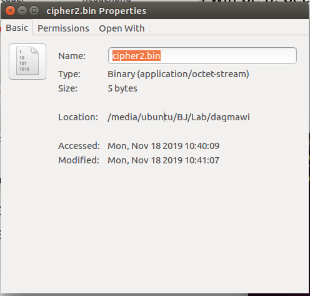 cipher2.bin Properties
Basic Permissions Open With
Name: cipher2.bin
Type: Binary (application/octet-stream)
Size: 5 bytes
Location: /media/ubuntu/BJ/Lab/dagmawi
Accessed: Mon, Nov 18 2019 10:40:09
Modified: Mon, Nov 18 2019 10:41:07